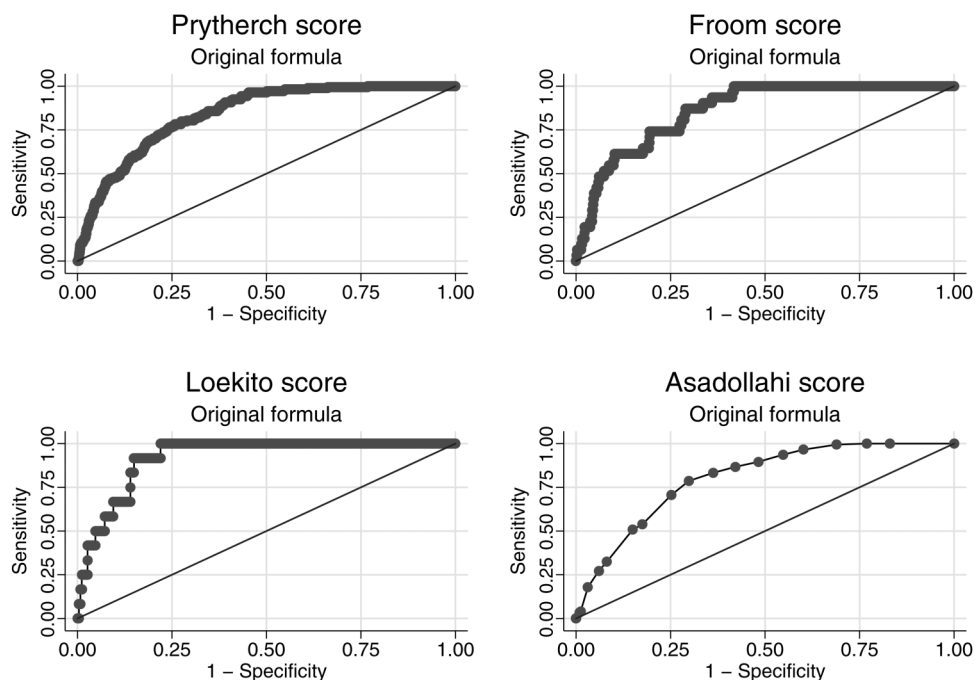 Prytherch score
Original formula
Sensitivity
1.00
0.75
0.50
0.25
0.00
0.00 0.25 0.50 0.75 1.00
1 − Specificity
Froom score
Original formula
Sensitivity
1.00
0.75
0.50
0.25
0.00
0.00 0.25 0.50 0.75 1.00
1 − Specificity
Loekito score
Original formula
Sensitivity
1.00
0.75
0.50
0.25
0.00
0.00 0.25 0.50 0.75 1.00
1 − Specificity
Asadollahi score
Original formula
Sensitivity
1.00
0.75
0.50
0.25
0.00
0.00 0.25 0.50 0.75 1.00
1 − Specificity